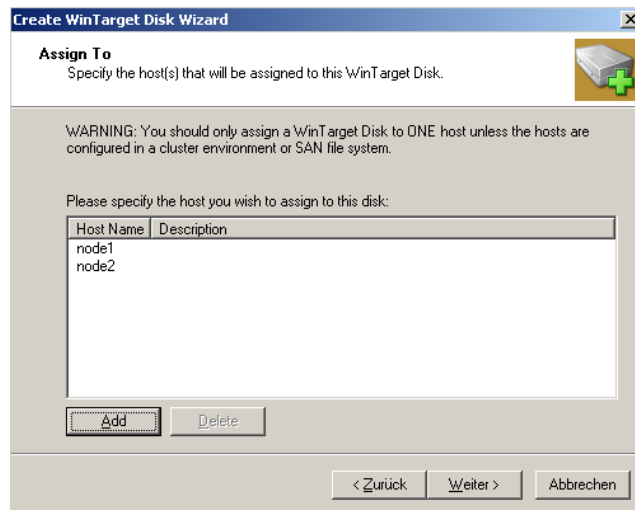 Create WinTarget Disk Wizard
Assign To
Specify the host(s) that will be assigned to this WinTarget Disk.
WARNING: You should only assign a WinTarget Disk to ONE host unless the hosts are
configured in a cluster environment or SAN file system.
Please specify the host you wish to assign to this disk:
Host Name Description
node1
node2
Add Delete
< Zurück Weiter > Abbrechen